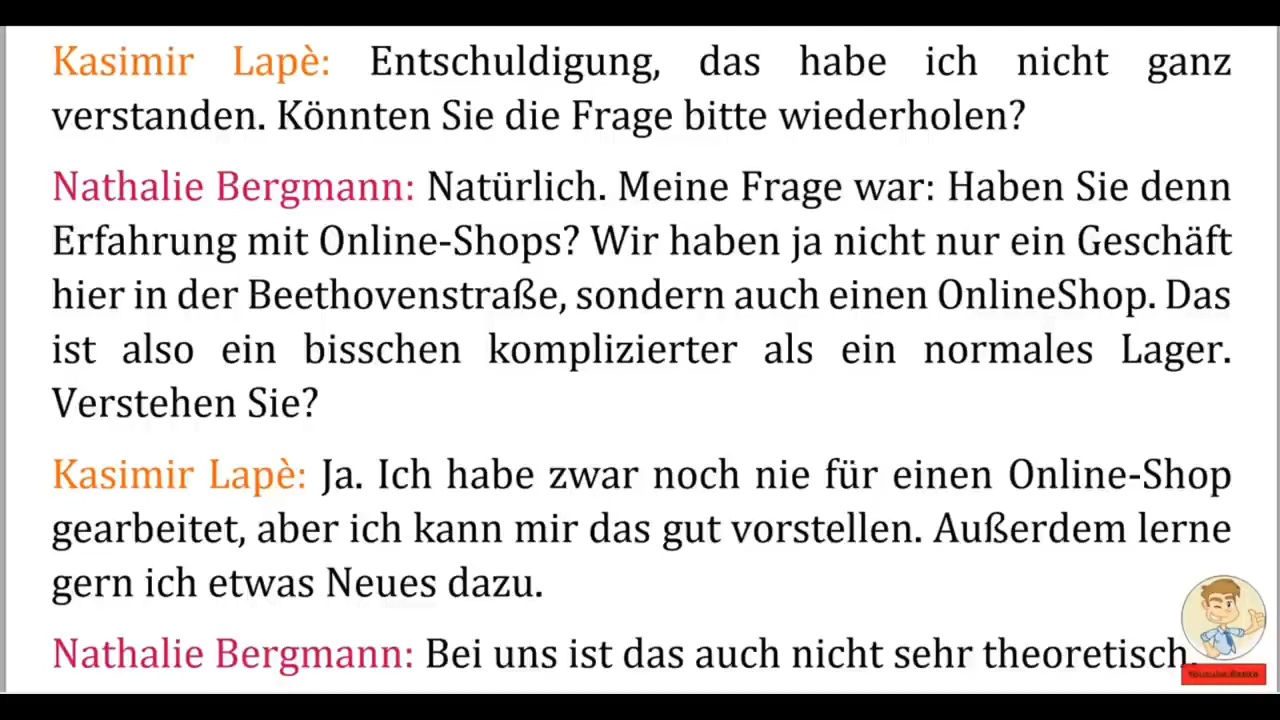 Kasimir Lapè: Entschuldigung, das habe ich nicht ganz
verstanden. Könnten Sie die Frage bitte wiederholen?
Nathalie Bergmann: Natürlich. Meine Frage war: Haben Sie denn
Erfahrung mit Online-Shops? Wir haben ja nicht nur ein Geschäft
hier in der Beethovenstraße, sondern auch einen OnlineShop. Das
ist also ein bisschen komplizierter als ein normales Lager.
Verstehen Sie?
Kasimir Lapè: Ja. Ich habe zwar noch nie für einen Online-Shop
gearbeitet, aber ich kann mir das gut vorstellen. Außerdem lerne
gern ich etwas Neues dazu.
Nathalie Bergmann: Bei uns ist das auch nicht sehr theoretisch.